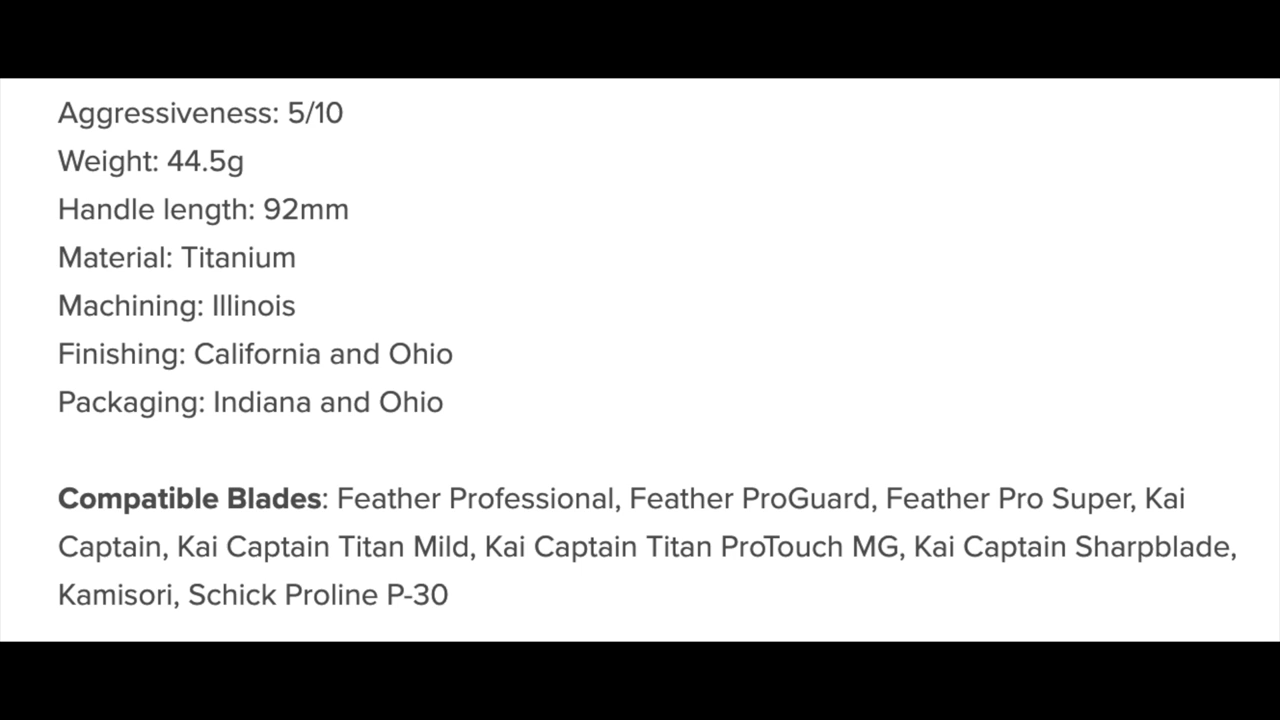 Aggressiveness: 5/10
Weight: 44.5g
Handle length: 92mm
Material: Titanium
Machining: Illinois
Finishing: California and Ohio
Packaging: Indiana and Ohio
Compatible Blades: Feather Professional, Feather ProGuard, Feather Pro Super, Kai
Captain, Kai Captain Titan Mild, Kai Captain Titan ProTouch MG, Kai Captain Sharpblade,
Kamisori, Schick Proline P-30